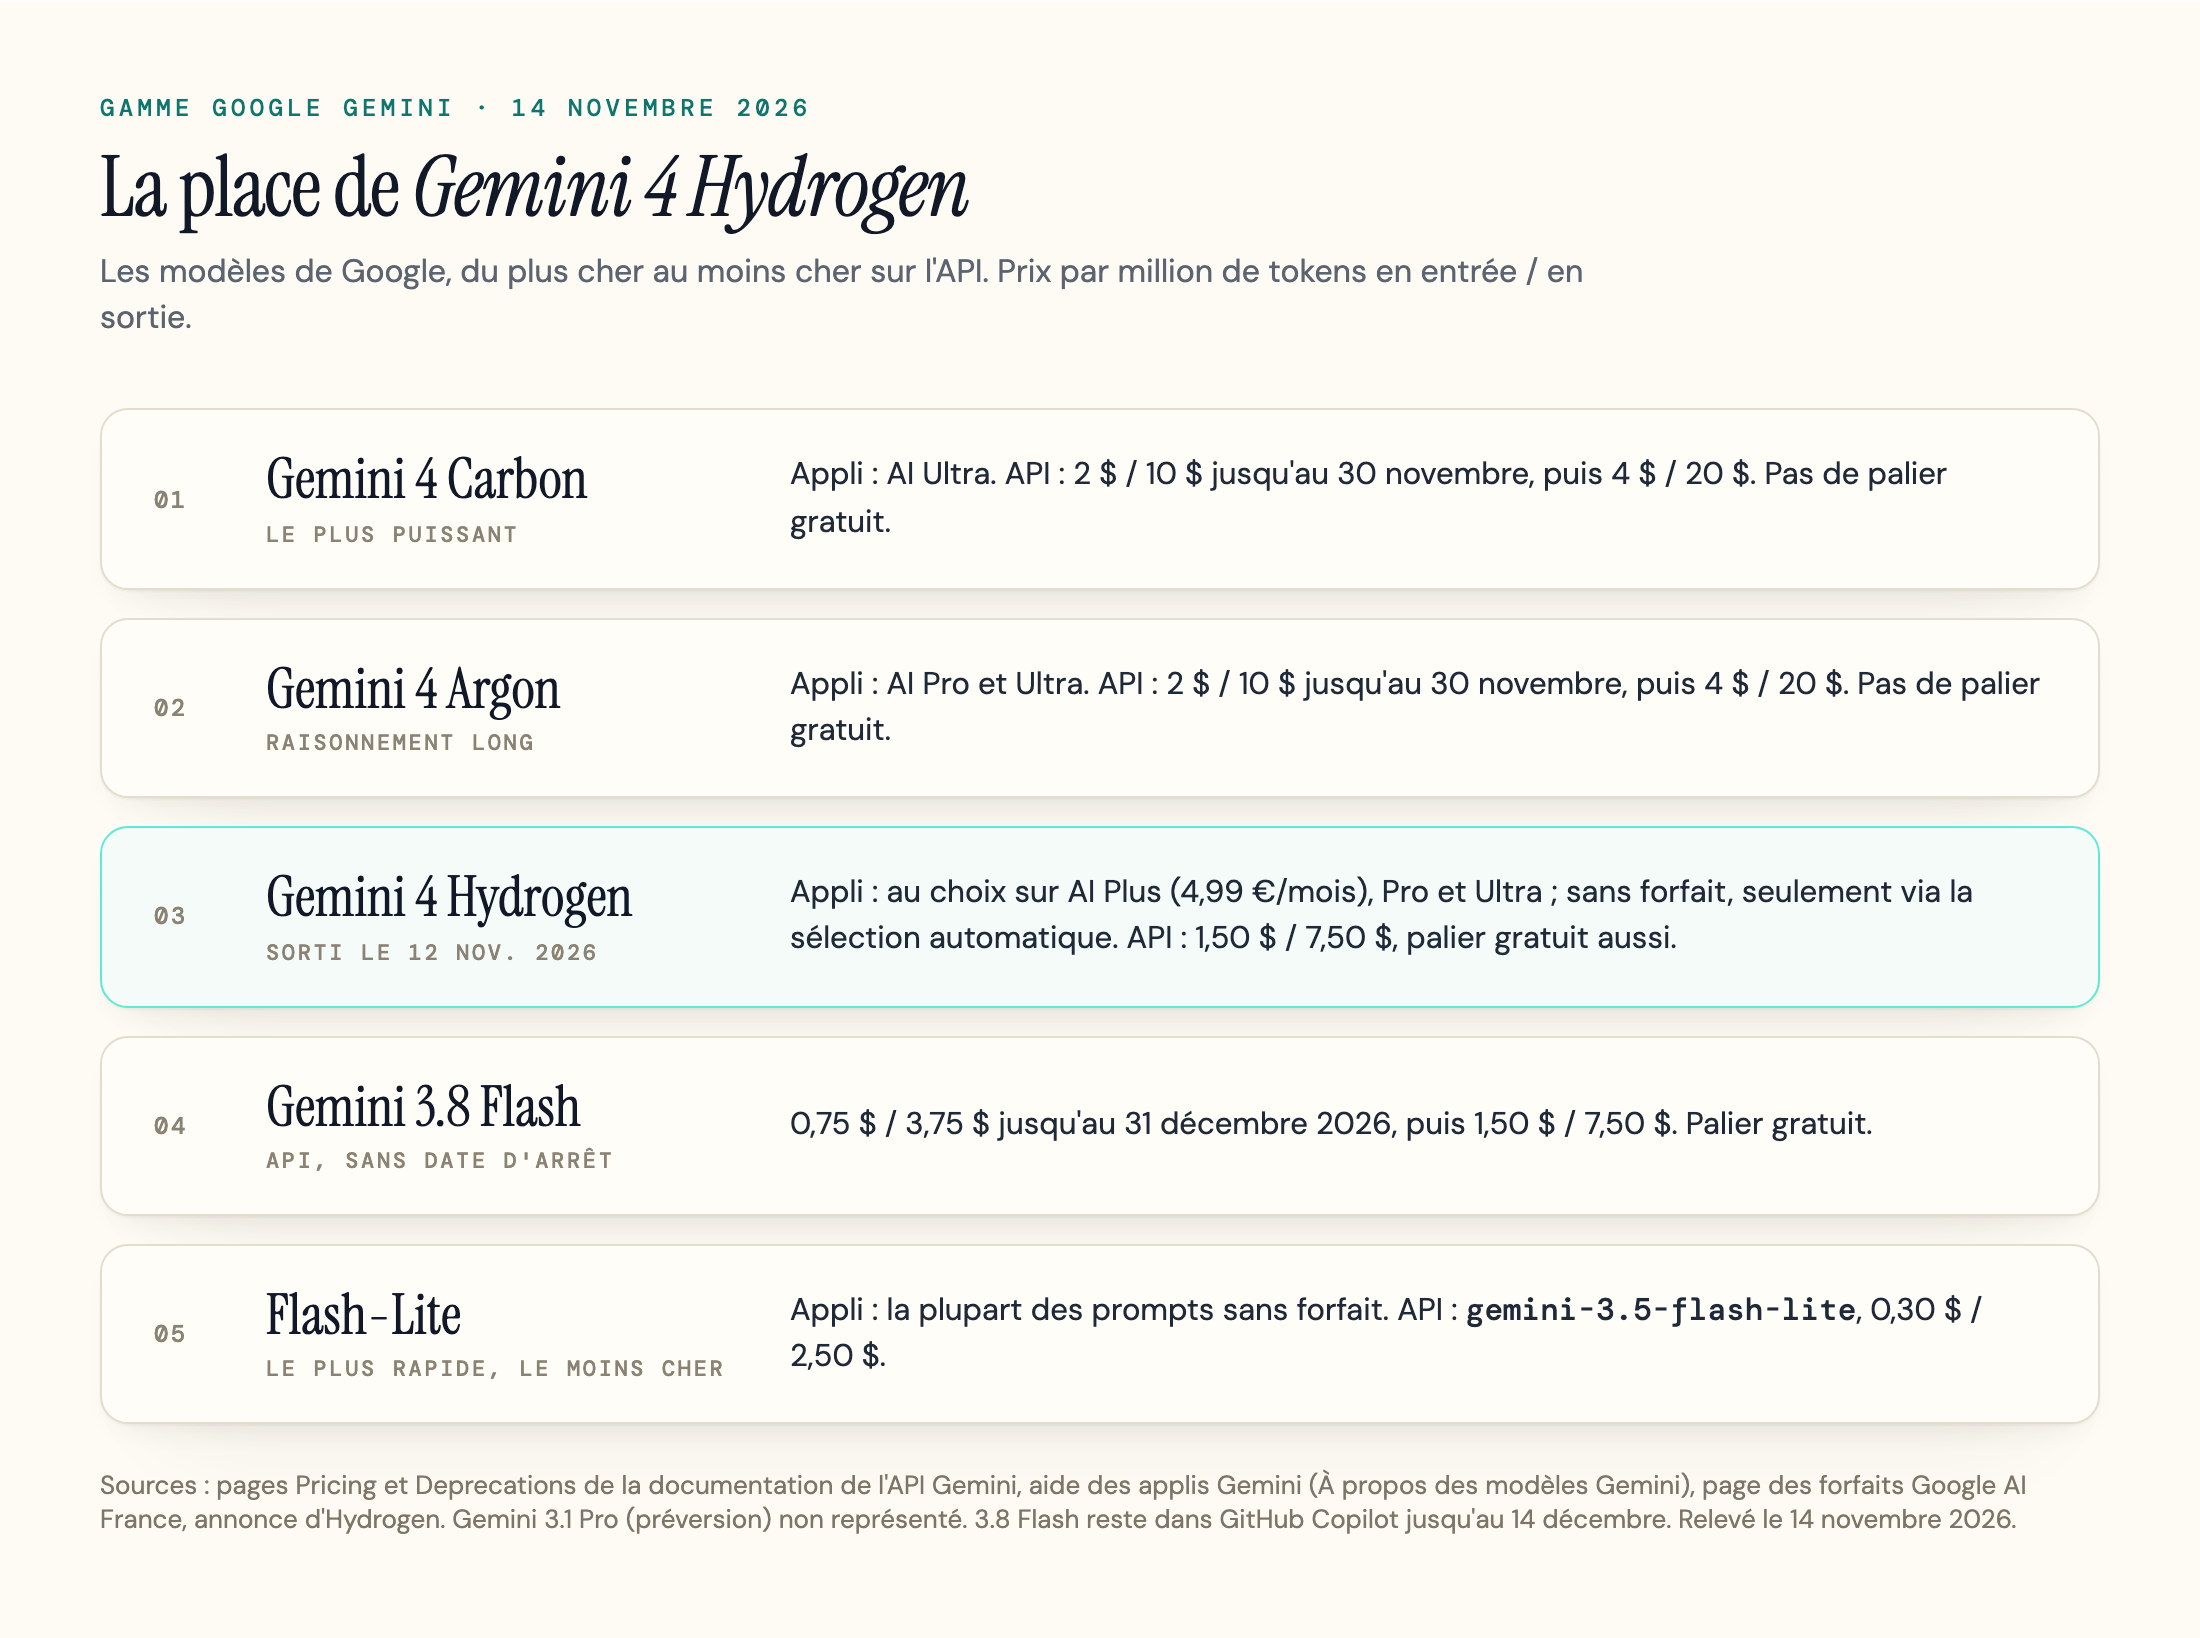 GAMME GOOGLE GEMINI · 14 NOVEMBRE 2026
La place de Gemini 4 Hydrogen
Les modèles de Google, du plus cher au moins cher sur l'API. Prix par million de tokens en entrée / en
sortie.
01
Gemini 4 Carbon
LE PLUS PUISSANT
Appli : AI Ultra. API : 2 $ / 10 $ jusqu'au 30 novembre, puis 4 $ / 20 $. Pas de palier
gratuit.
02
Gemini 4 Argon
RAISONNEMENT LONG
Appli : AI Pro et Ultra. API : 2 $ / 10 $ jusqu'au 30 novembre, puis 4 $ / 20 $. Pas de palier
gratuit.
03
Gemini 4 Hydrogen
SORTI LE 12 NOV. 2026
Appli : au choix sur AI Plus (4,99 €/mois), Pro et Ultra ; sans forfait, seulement via la
sélection automatique. API : 1,50 $ / 7,50 $, palier gratuit aussi.
04
Gemini 3.8 Flash
API, SANS DATE D'ARRÊT
0,75 $ / 3,75 $ jusqu'au 31 décembre 2026, puis 1,50 $ / 7,50 $. Palier gratuit.
05
Flash-Lite
LE PLUS RAPIDE, LE MOINS CHER
Appli : la plupart des prompts sans forfait. API : gemini-3.5-flash-lite, 0,30 $ /
2,50 $.
Sources : pages Pricing et Deprecations de la documentation de l'API Gemini, aide des applis Gemini (À propos des modèles Gemini), page des forfaits Google AI
France, annonce d'Hydrogen. Gemini 3.1 Pro (préversion) non représenté. 3.8 Flash reste dans GitHub Copilot jusqu'au 14 décembre. Relevé le 14 novembre 2026.